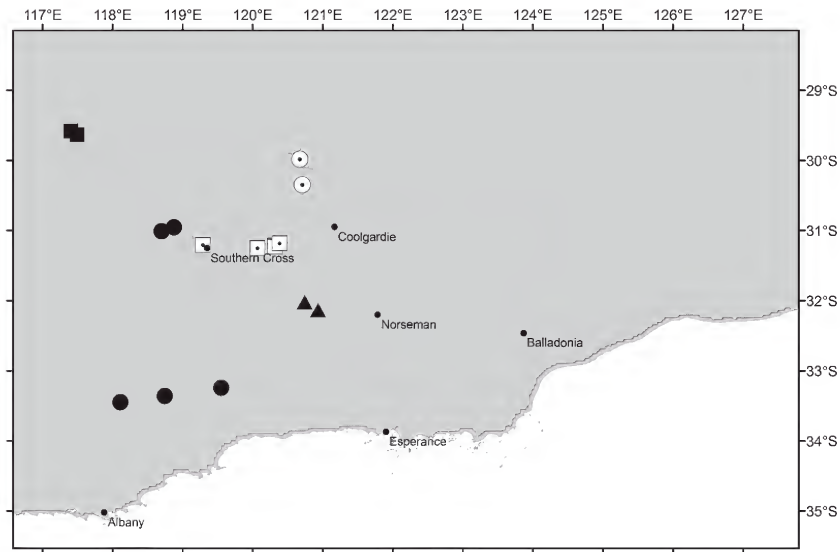 117°E 118°E 119°E 120°E 121°E 122°E 123°E 124°E 125°E 126°E 127°E
29°S
30°S
31°S
Coolgardie
Southern Cross
32°S
Norseman
Balladonia
33°S
34°S
Esperance
35°S
Albany